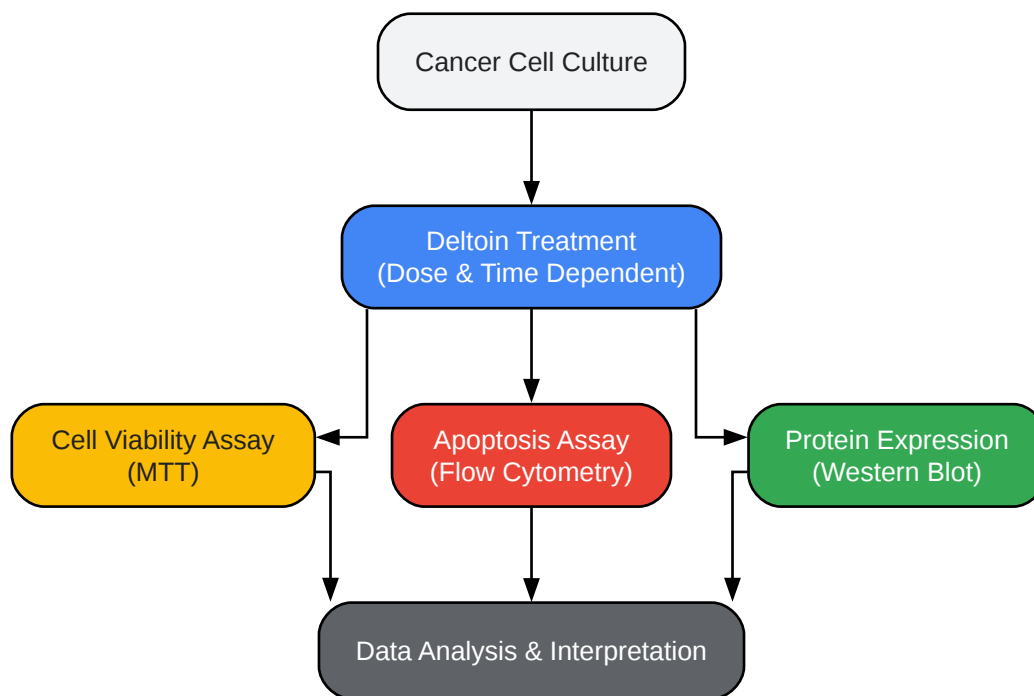 Cancer Cell Culture
Deltoin Treatment
(Dose & Time Dependent)
Cell Viability Assay
(MTT)
Apoptosis Assay
(Flow Cytometry)
Protein Expression
(Western Blot)
Data Analysis & Interpretation